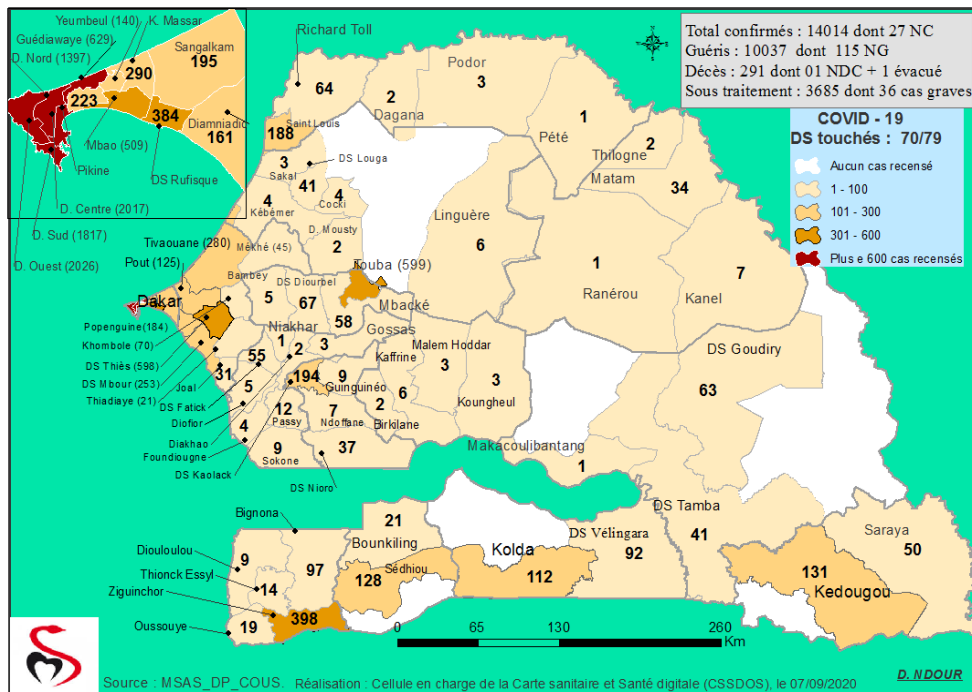 Yeumbeul (140)
K. Massar
Guédiawaye (629)
D. Nord (1397)
Sangalkam
195
290
223
384
Diamniadio
161
Mbao (509)
Pikine
DS Rufisque
D. Centre (2017)
D. Sud (1817)
D. Ouest (2026)
Richard Toll
64
Podor
3
2
Dagana
Total confirmés : 14014 dont 27 NC
Guéris : 10037 dont 115 NG
Décès : 291 dont 01 NDC + 1 évacué
Sous traitement : 3685 dont 36 cas graves
COVID - 19
DS touchés : 70/79
Aucun cas recensé
1 - 100
101 - 300
301 - 600
Plus e 600 cas recensés
Saint Louis
188
1
Pété
2
Thilogne
Matam
34
3
Sakal
DS Louga
41
4
Cocki
4
Kébémer
Linguère
6
D. Mousty
2
Mékhé (45)
Tivaouane (280)
Pout (125)
Touba (599)
Bambey
5
DS Diourbel
67
Mbacké
58
1
Ranérou
7
Kanel
Dakar
Popenguine (184)
Khombole (70)
DS Thiès (598)
DS Mbour (253)
Thiadiaye (21)
Joal
31
Niakhar
1
2
3
Gossas
55
DS Fatick
5
Diofior
Diakhao
4
Foundiougne
DS Kaolack
194
Guinguinéo
9
Kaffrine
6
Malem Hoddar
3
3
Koungheul
2
Birkilane
12
Passy
7
Ndoffane
9
Sokone
37
DS Nioro
DS Goudiry
63
Makacoulibantang
1
DS Tamba
41
Bignona
Diouloulou
9
Thionck Essyl
14
97
Ziguinchor
398
Oussouye
19
21
Bounkiling
Sédhiou
128
Kolda
112
DS Vélingara
92
Saraya
50
131
Kedougou
0
65
130
260
Km
Source : MSAS_DP_COUS. Réalisation : Cellule en charge de la Carte sanitaire et Santé digitale (CSSDOS), le 07/09/2020
D. NDOUR